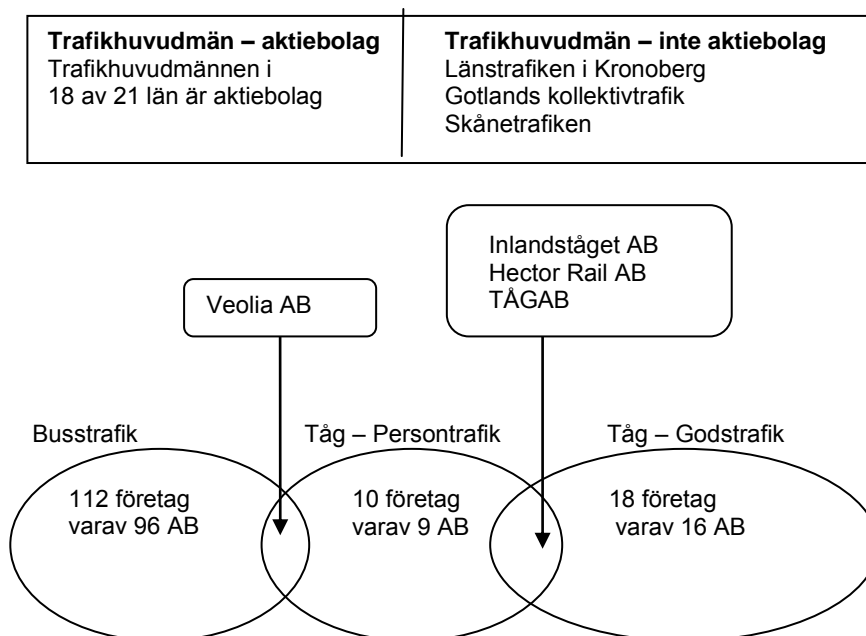 Trafikhuvudmän – aktiebolag
Trafikhuvudmännen i
18 av 21 län är aktiebolag
Trafikhuvudmän – inte aktiebolag
Länstrafiken i Kronoberg
Gotlands kollektivtrafik
Skånetrafiken
Inlandståget AB
Hector Rail AB
TÅGAB
Veolia AB
Busstrafik
Tåg – Persontrafik
Tåg – Godstrafik
112 företag
varav 96 AB
10 företag
varav 9 AB
18 företag
varav 16 AB